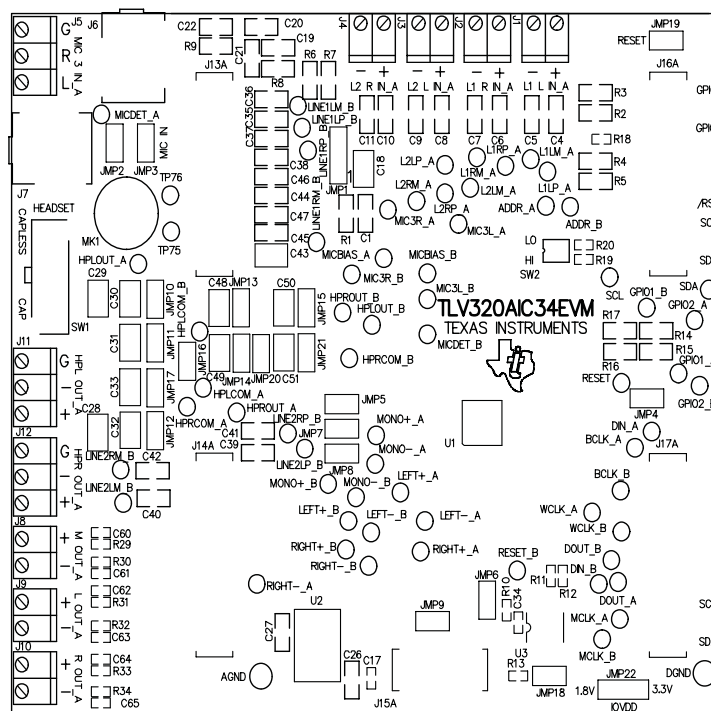 J5
G
R
L
MIC 3 IN_A
J6
C22
R9
C20
C19
C21
J13A
R6
R7
J4
J3
J2
J1
L2 R IN_A
L2 L IN_A
L1 R IN_A
L1 L IN_A
JMP19
RESET
J16A
MICDET_A
JMP2
JMP3
MIC IN
R8
C36
C35
C37
C38
C46
C44
C47
C45
C43
LINE1LM_B
LINE1LP_B
LINE1RP_B
LINE1RM_B
JMP1
1
C18
C11
C10
C9
C8
C7
C6
C5
C4
R3
R2
R18
R4
R5
L2LP_A
L1RP_A
L1LM_A
L1RM_A
L2RM_A
L2LM_A
L1LP_A
L2RP_A
MIC3R_A
MIC3L_A
ADDR_A
ADDR_B
R1
C1
J7
HEADSET
CAPLESS
CAP
SW1
MK1
TP76
TP75
HPLOUT_A
C29
C30
C31
C33
C32
C28
JMP10
JMP11
JMP17
JMP12
HPLCOM_B
JMP16
C48
JMP13
C50
JMP15
C49
JMP14
JMP20
C51
JMP21
MICBIAS_A
MICBIAS_B
MIC3R_B
MIC3L_B
HPROUT_B
HPLOUT_B
MICDET_B
HPRCOM_B
LO
HI
SW2
R20
R19
SCL
SDA
GPIO1_B
GPIO2_A
TLV320AIC34EVM
TEXAS INSTRUMENTS
R17
R14
R15
R16
GPIO1_A
GPIO2_B
RESET
JMP4
J11
G
HPL OUT_A
−
+
HPLCOM_A
HPRCOM_A
HPROUT_A
JMP5
LINE2RP_B
JMP7
MONO+_A
U1
DIN_A
BCLK_A
J17A
J12
G
HPR OUT_A
−
+
LINE2RM_B
C42
LINE2LM_B
C40
J14A
C41
C39
LINE2LP_B
JMP8
MONO−_A
MONO+_B
MONO−_B
LEFT+_A
LEFT+_B
LEFT−_B
LEFT−_A
RIGHT+_B
RIGHT+_A
RIGHT−_B
RIGHT−_A
BCLK_B
WCLK_A
WCLK_B
DOUT_B
DIN_B
DOUT_A
MCLK_A
MCLK_B
J8
+
M OUT_A
−
C60
R29
R30
C61
J9
+
L OUT_A
−
C62
R31
R32
C63
J10
+
R OUT_A
−
C64
R33
R34
C65
U2
C27
AGND
C26
C17
J15A
JMP9
RESET_B
JMP6
R10
C34
R11
R12
U3
R13
JMP18
JMP22
1.8V
3.3V
IOVDD
DGND